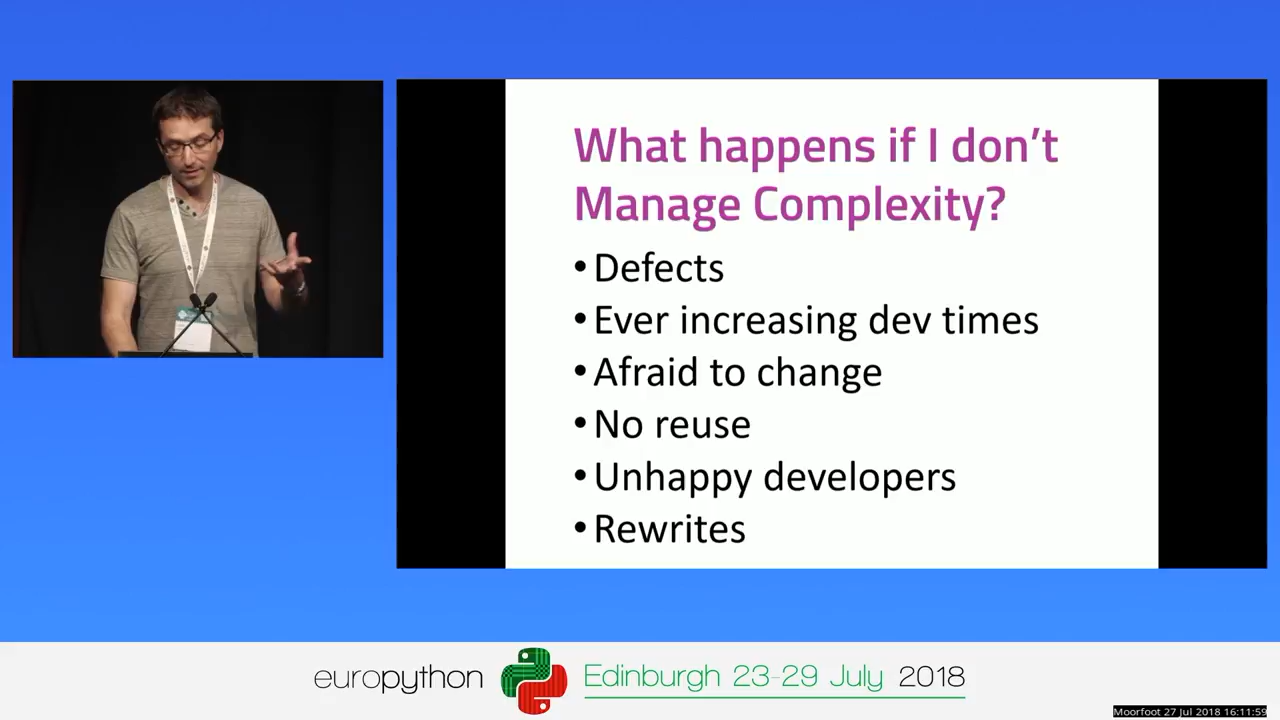 What happens if I don’t
Manage Complexity?
•Defects
•Ever increasing dev times
•Afraid to change
•No reuse
•Unhappy developers
•Rewrites
europython Edinburgh 23-29 July 2018
Moorfoot 27 Jul 2018 16:11:59